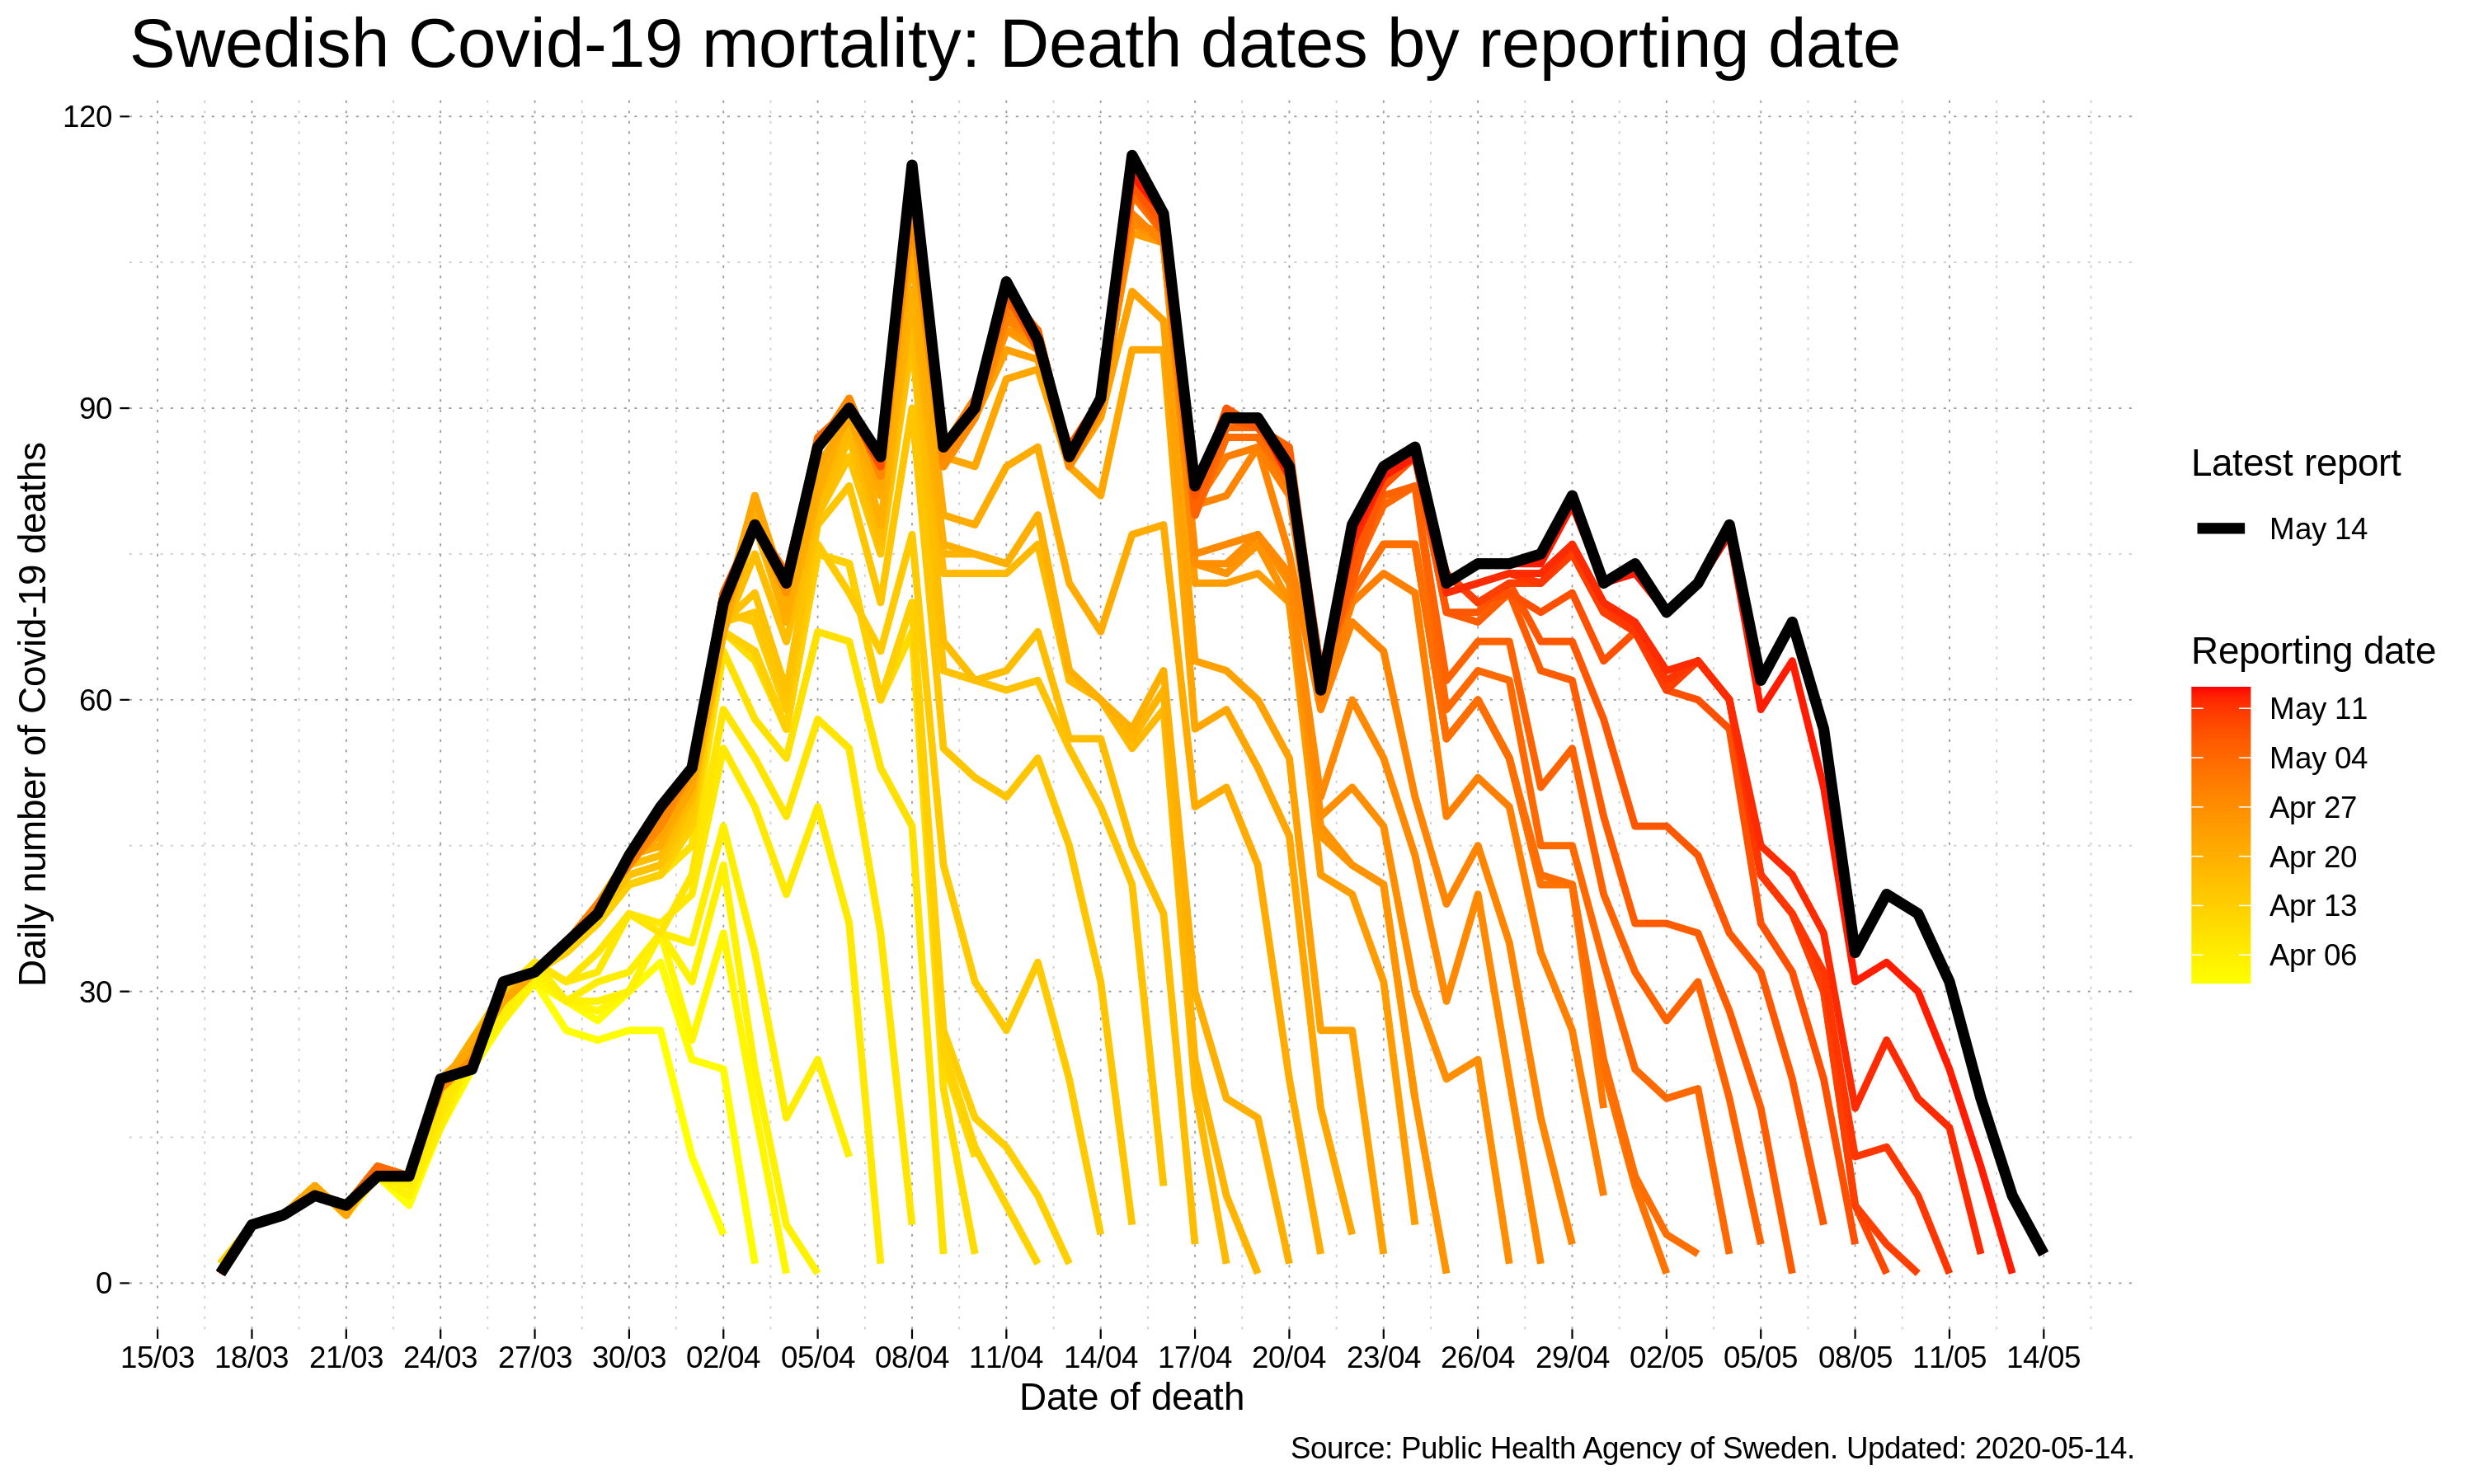 Swedish Covid-19 mortality: Death dates by reporting date
Daily number of Covid-19 deaths
120
90
60
30
0
15/03 18/03 21/03 24/03 27/03 30/03 02/04 05/04 08/04 11/04 14/04 17/04 20/04 23/04 26/04 29/04 02/05 05/05 08/05 11/05 14/05
Date of death
Latest report
May 14
Reporting date
May 11
May 04
Apr 27
Apr 20
Apr 13
Apr 06
Source: Public Health Agency of Sweden. Updated: 2020-05-14.